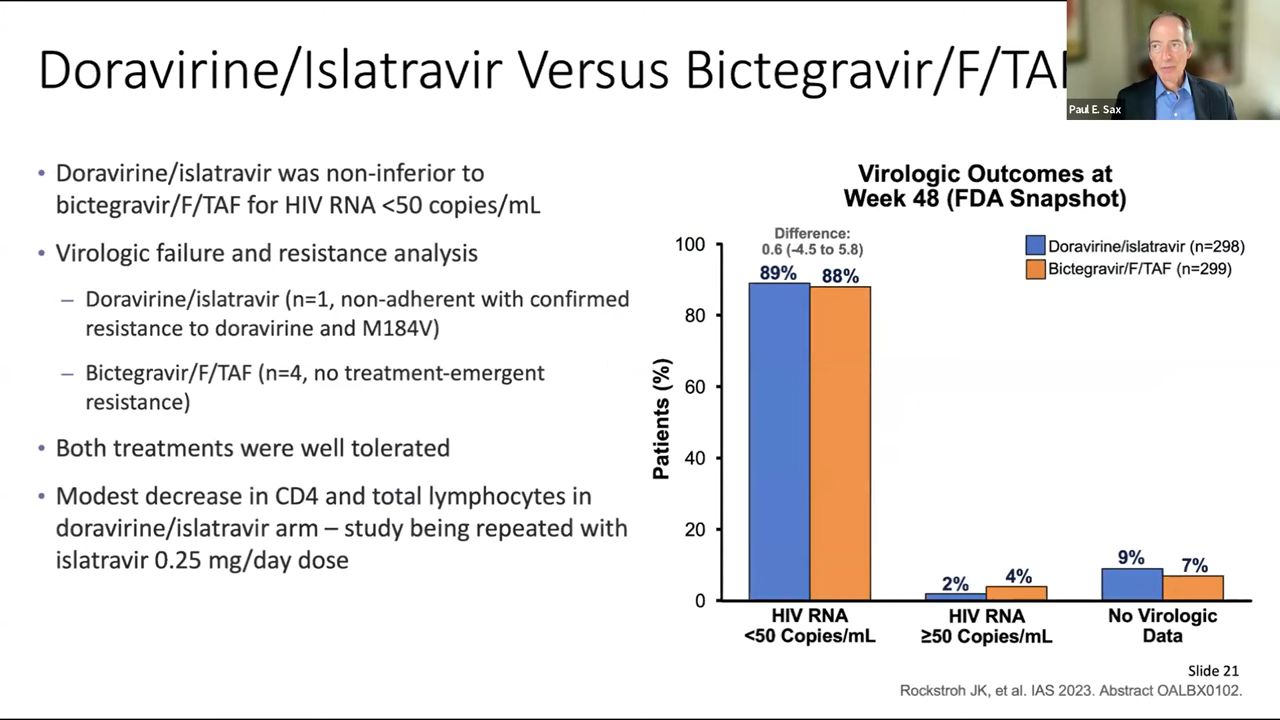 Doravirine/Islatravir Versus Bictegravir/F/TA
Paul E. Sax
• Doravirine/islatravir was non-inferior to
bictegravir/F/TAF for HIV RNA <50 copies/mL
• Virologic failure and resistance analysis
– Doravirine/islatravir (n=1, non-adherent with confirmed
resistance to doravirine and M184V)
– Bictegravir/F/TAF (n=4, no treatment-emergent
resistance)
• Both treatments were well tolerated
• Modest decrease in CD4 and total lymphocytes in
doravirine/islatravir arm – study being repeated with
islatravir 0.25 mg/day dose
Virologic Outcomes at
Week 48 (FDA Snapshot)
Difference:
0.6 (-4.5 to 5.8)
Doravirine/islatravir (n=298)
Bictegravir/F/TAF (n=299)
Patients (%)
100
80
60
40
20
0
89% 88%
2% 4%
9% 7%
HIV RNA
<50 Copies/mL
HIV RNA
≥50 Copies/mL
No Virologic
Data
Slide 21
Rockstroh JK, et al. IAS 2023. Abstract OALBX0102.